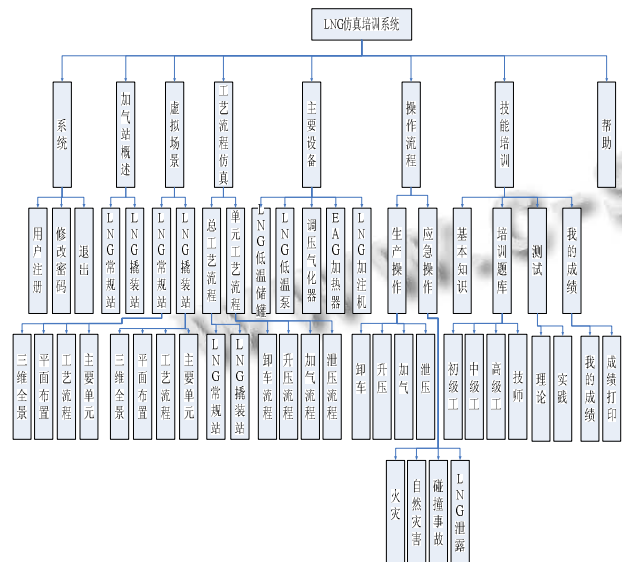 LNG仿真培训系统
系统
加气站概述
虚拟场景
工艺流程仿真
主要设备
操作流程
技能培训
帮助
用户注册
修改密码
退出
LNG常规站
LNG撬装站
LNG常规站
LNG撬装站
总工艺流程
单元工艺流程
LNG低温储罐
LNG低温泵
调压气化器
EAG加热器
LNG加注机
生产操作
应急操作
基本知识
培训题库
测试
我的成绩
三维全景
平面布置
工艺流程
主要单元
三维全景
平面布置
工艺流程
主要单元
LNG常规站
LNG撬装站
卸车流程
升压流程
加气流程
泄压流程
卸车
升压
加气
泄压
初级工
中级工
高级工
技师
理论
实践
我的成绩
成绩打印
火灾
自然灾害
碰撞事故
LNG泄露